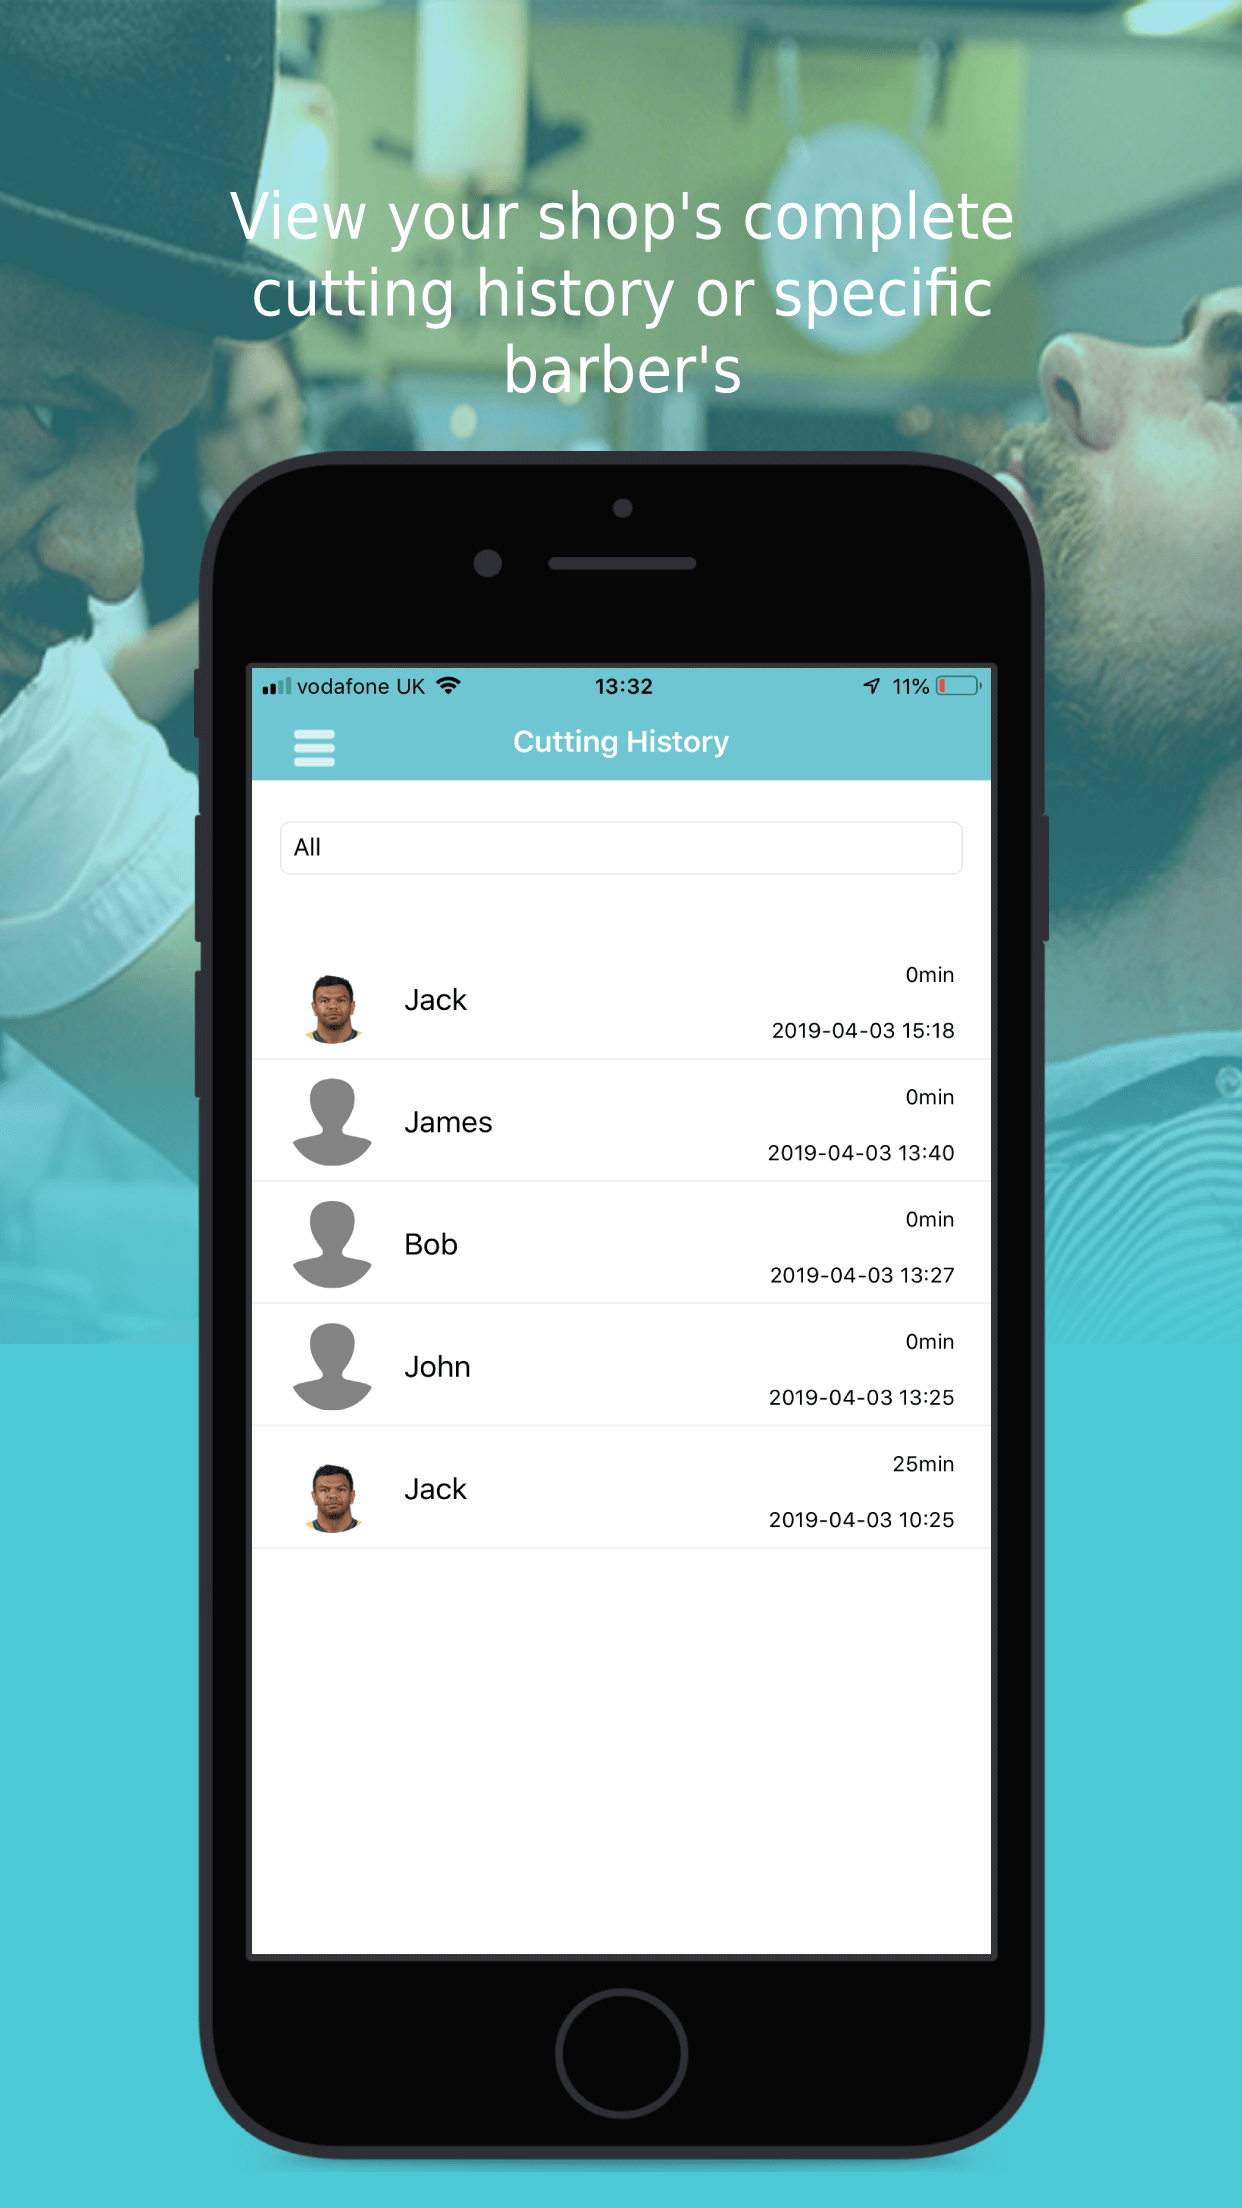 View your shop's complete
cutting history or specific
barber's
vodafone UK 13:32 11%
Cutting History
All
0min
Jack
2019-04-03 15:18
0min
James
2019-04-03 13:40
0min
Bob
2019-04-03 13:27
0min
John
2019-04-03 13:25
25min
Jack
2019-04-03 10:25